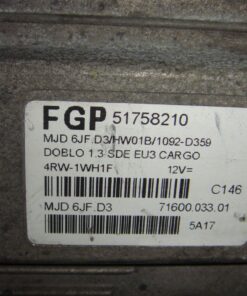 FGP 51758210
MJD 6JF.D3/HW01B/1092-D359
DOBLO 1.3 SDE EU3 CARGO
4RW-1WH1F 12V=
C146
MJD 6JF.D3 71600.033.01
5A17